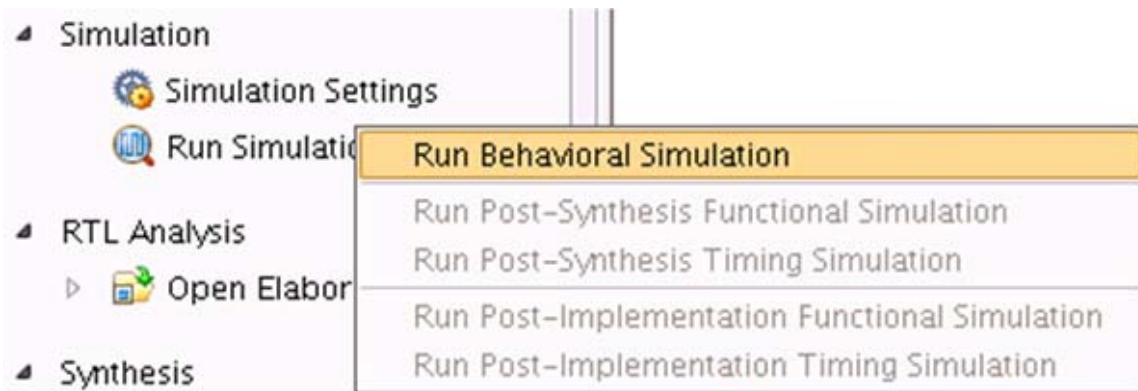 Simulation
Simulation Settings
Run Simulatio
Run Behavioral Simulation
Run Post-Synthesis Functional Simulation
Run Post-Synthesis Timing Simulation
Run Post-Implementation Functional Simulation
Run Post-Implementation Timing Simulation
RTL Analysis
Open Elabor
Synthesis